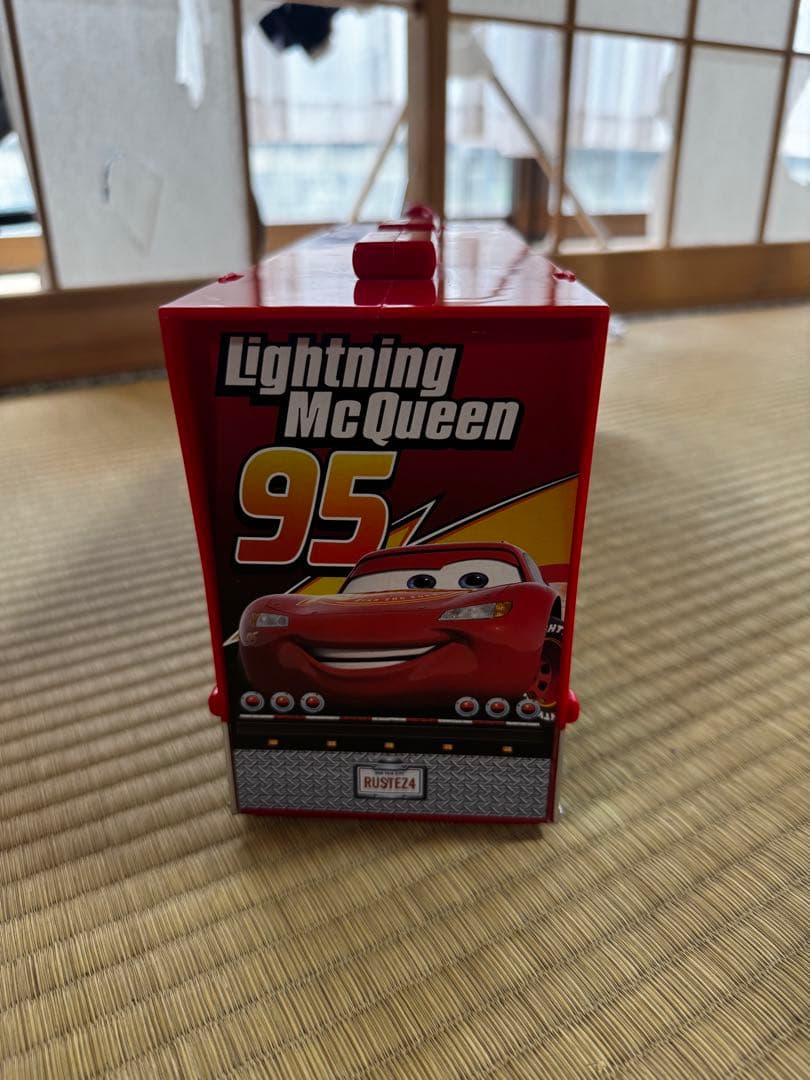 Lightning
McQueen
95
RUSTEZ4